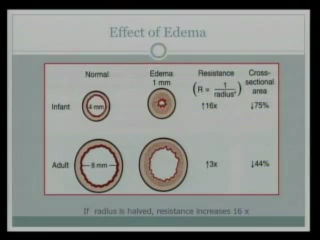 Effect of Edema
Normal
Edema
1 mm
Resistance
(R = 1/radius⁴)
Cross-
sectional
area
Infant
4 mm
↑16x
↓75%
Adult
8 mm
↑3x
↓44%
If radius is halved, resistance increases 16 x